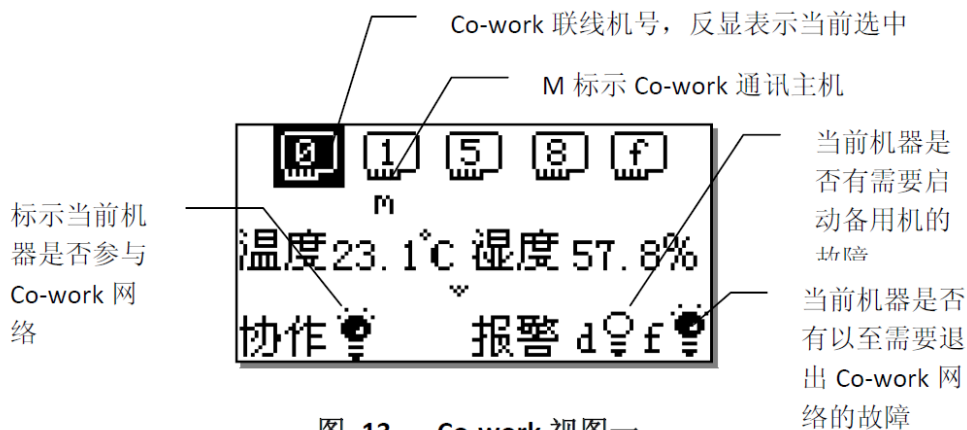 Co-work 联线机号，反显表示当前选中
M 标示 Co-work 通讯主机
当前机器是
否有需要启
动备用机的
故障
0 1 5 8 f
m
标示当前机
器是否参与
Co-work 网
络
温度23.1℃ 湿度57.8%
协作 报警 d f
当前机器是否
有以至需要退
出 Co-work 网
络的故障
图 13 Co-work 视图一